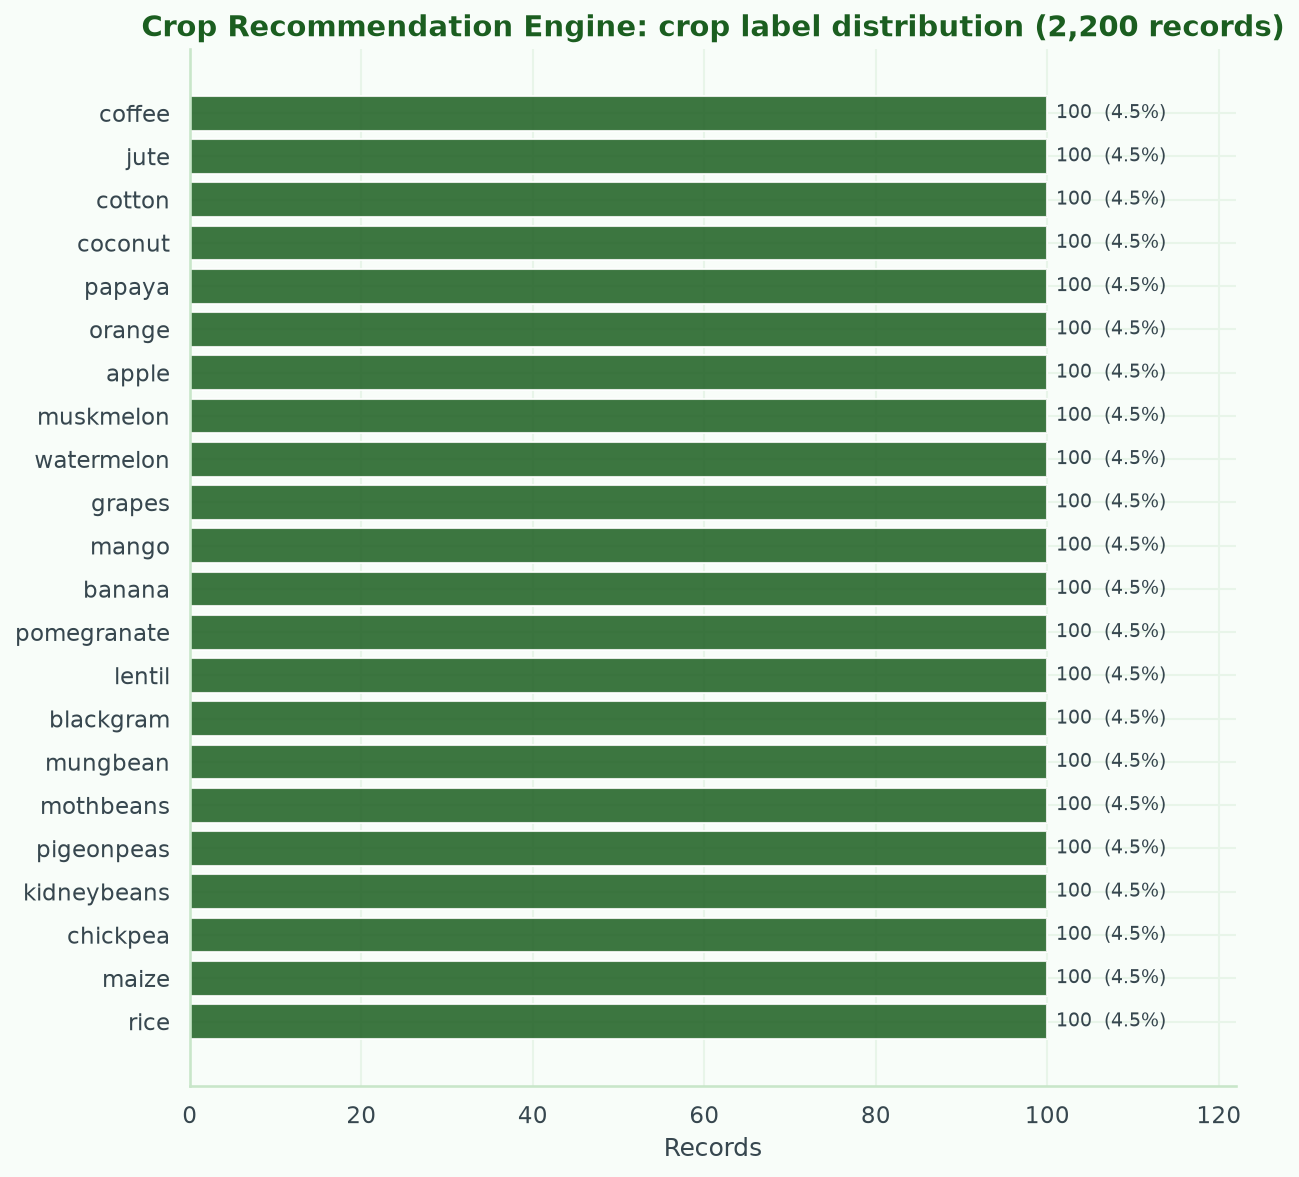 Crop Recommendation Engine: crop label distribution (2,200 records)
coffee 100 (4.5%)
jute 100 (4.5%)
cotton 100 (4.5%)
coconut 100 (4.5%)
papaya 100 (4.5%)
orange 100 (4.5%)
apple 100 (4.5%)
muskmelon 100 (4.5%)
watermelon 100 (4.5%)
grapes 100 (4.5%)
mango 100 (4.5%)
banana 100 (4.5%)
pomegranate 100 (4.5%)
lentil 100 (4.5%)
blackgram 100 (4.5%)
mungbean 100 (4.5%)
mothbeans 100 (4.5%)
pigeonpeas 100 (4.5%)
kidneybeans 100 (4.5%)
chickpea 100 (4.5%)
maize 100 (4.5%)
rice 100 (4.5%)
0 20 40 60 80 100 120
Records